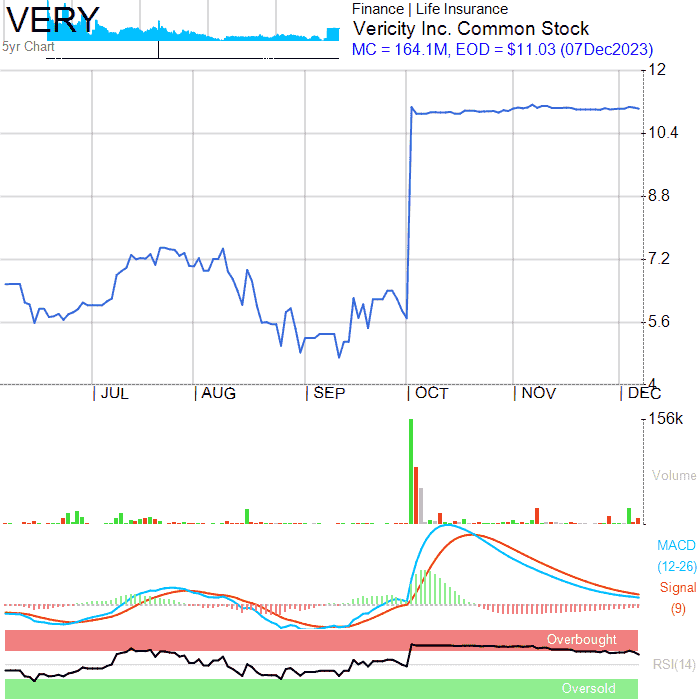 VERY
5yr Chart
Finance | Life Insurance
Vericity Inc. Common Stock
MC = 164.1M, EOD = $11.03 (07Dec2023)
12
10.4
8.8
7.2
5.6
4
JUL AUG SEP OCT NOV DEC
156k
Volume
MACD
(12-26)
Signal
(9)
Overbought
RSI(14)
Oversold